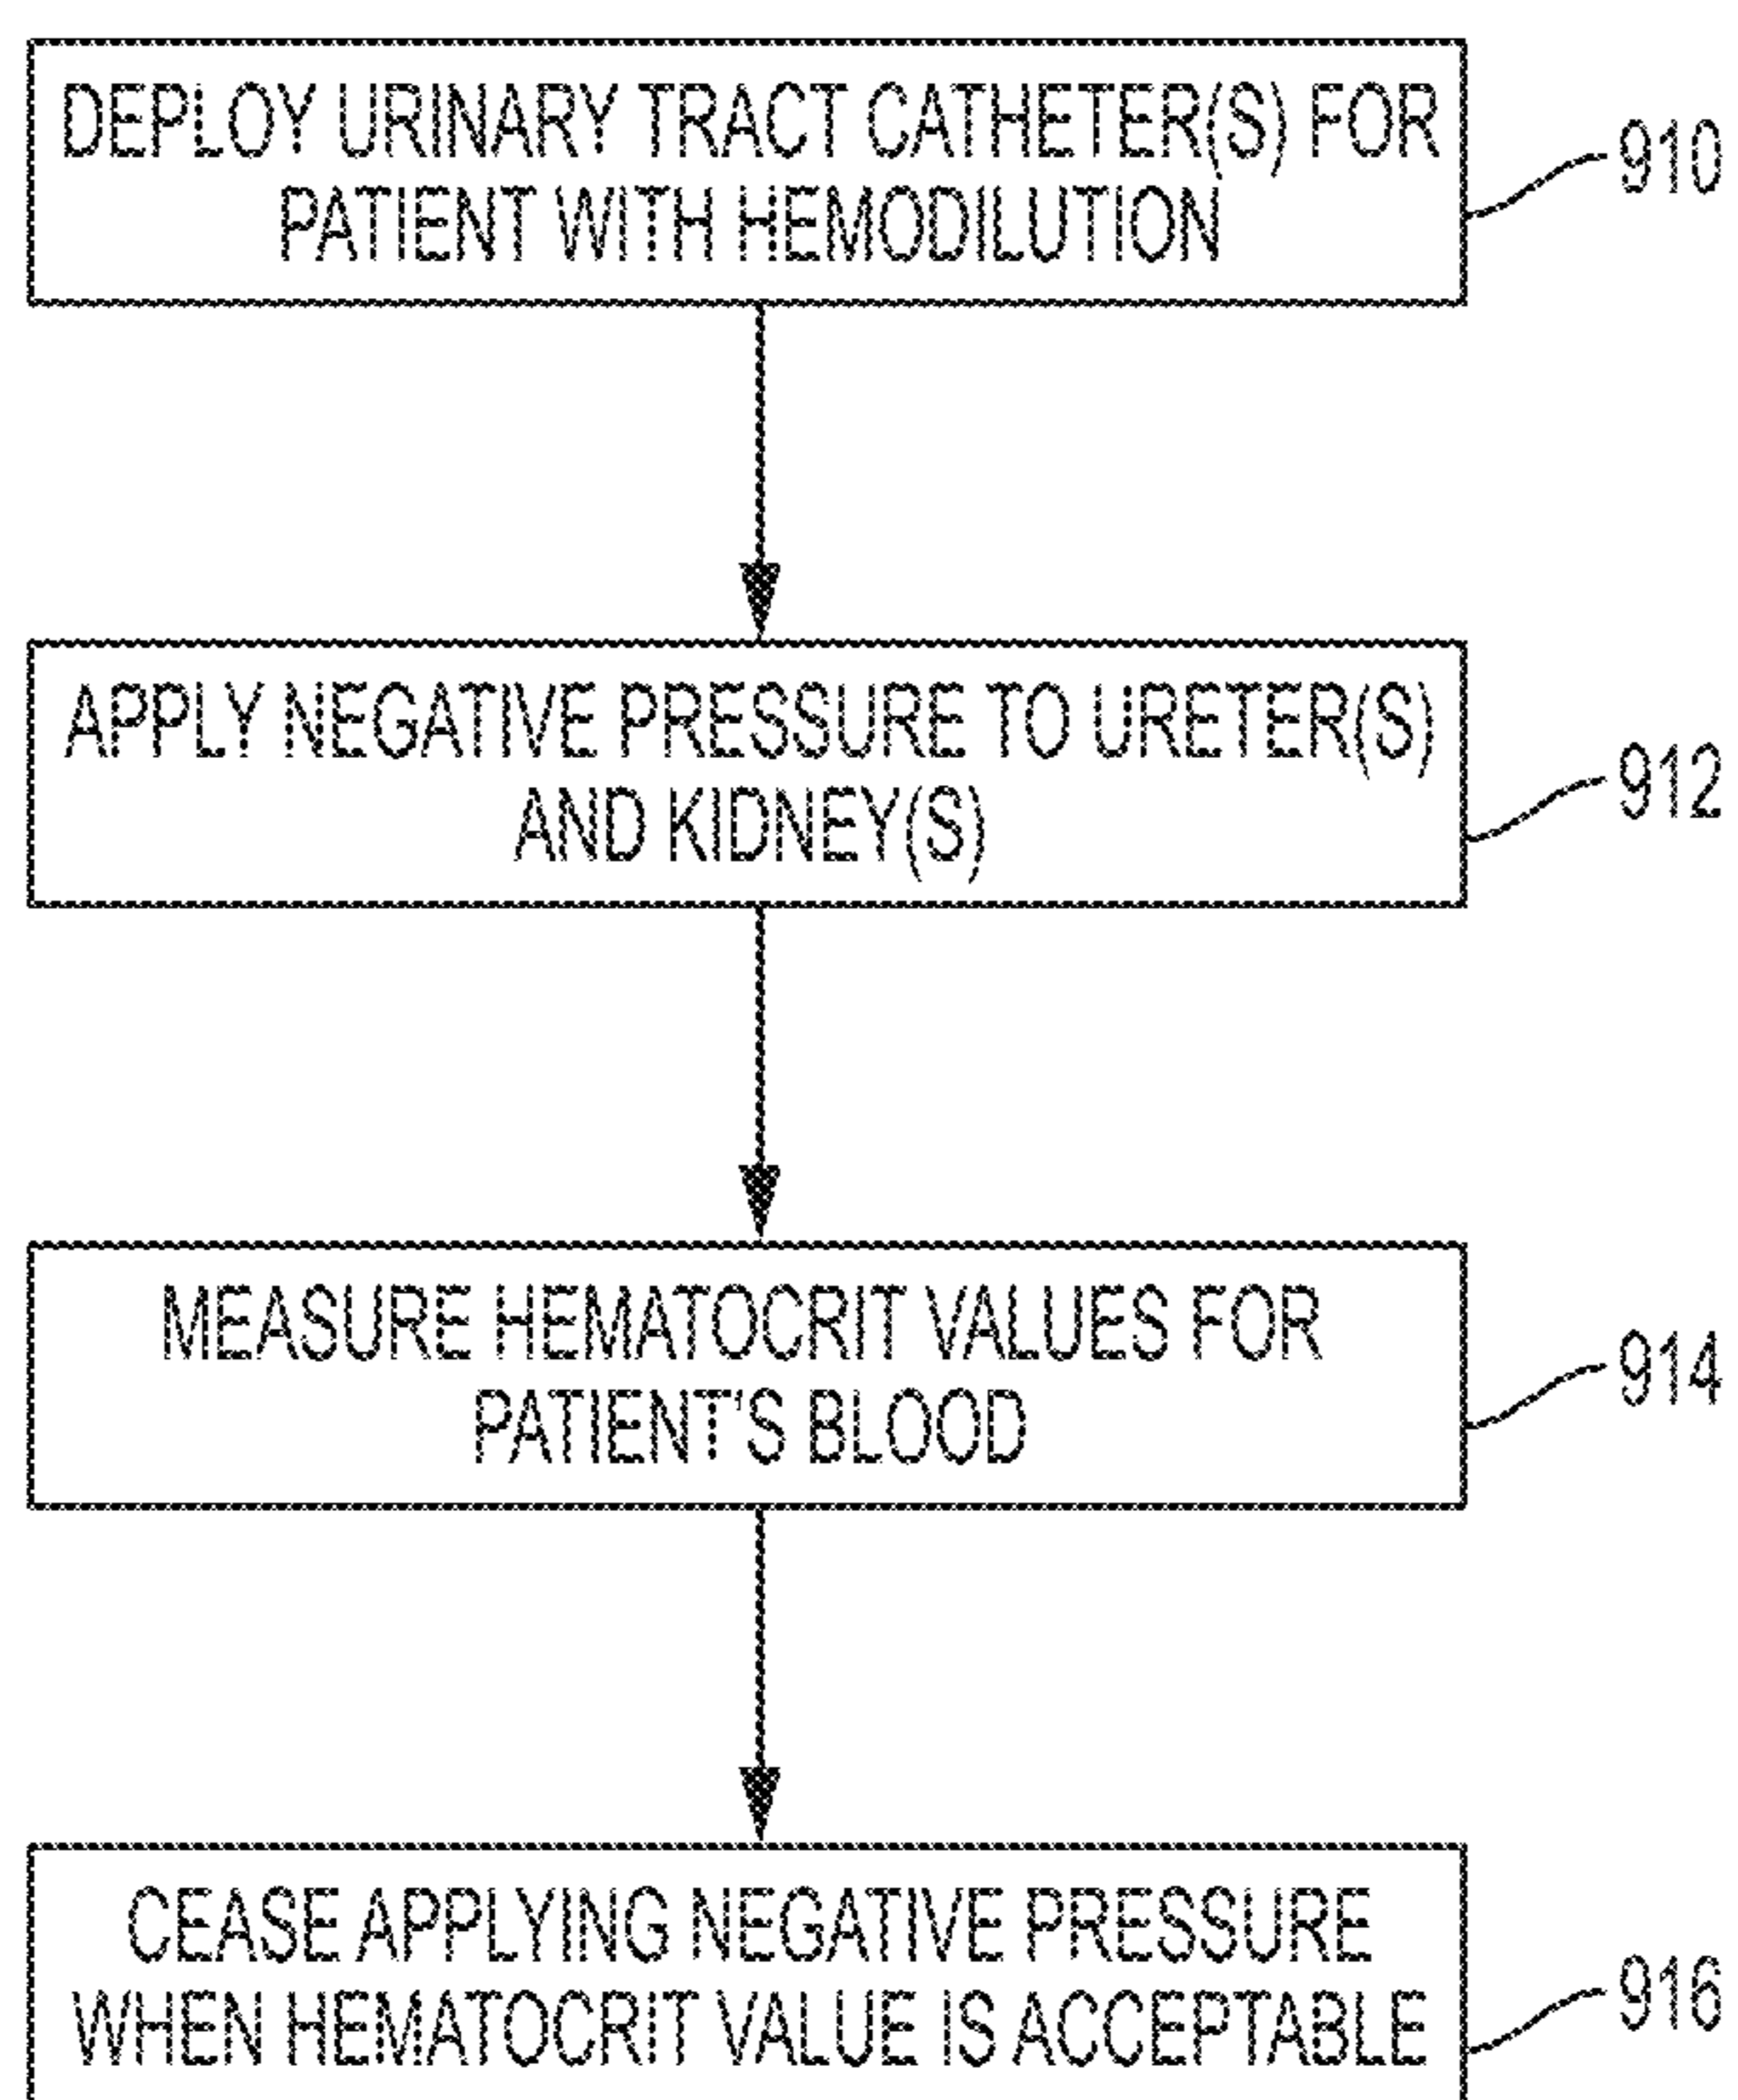 DEPLOY URINARY TRACT CATHETER(S) FOR
PATIENT WITH HEMODILUTION
910
APPLY NEGATIVE PRESSURE TO URETER(S)
AND KIDNEY(S)
912
MEASURE HEMATOCRIT VALUES FOR
PATIENT'S BLOOD
914
CEASE APPLYING NEGATIVE PRESSURE
WHEN HEMATOCRIT VALUE IS ACCEPTABLE
916